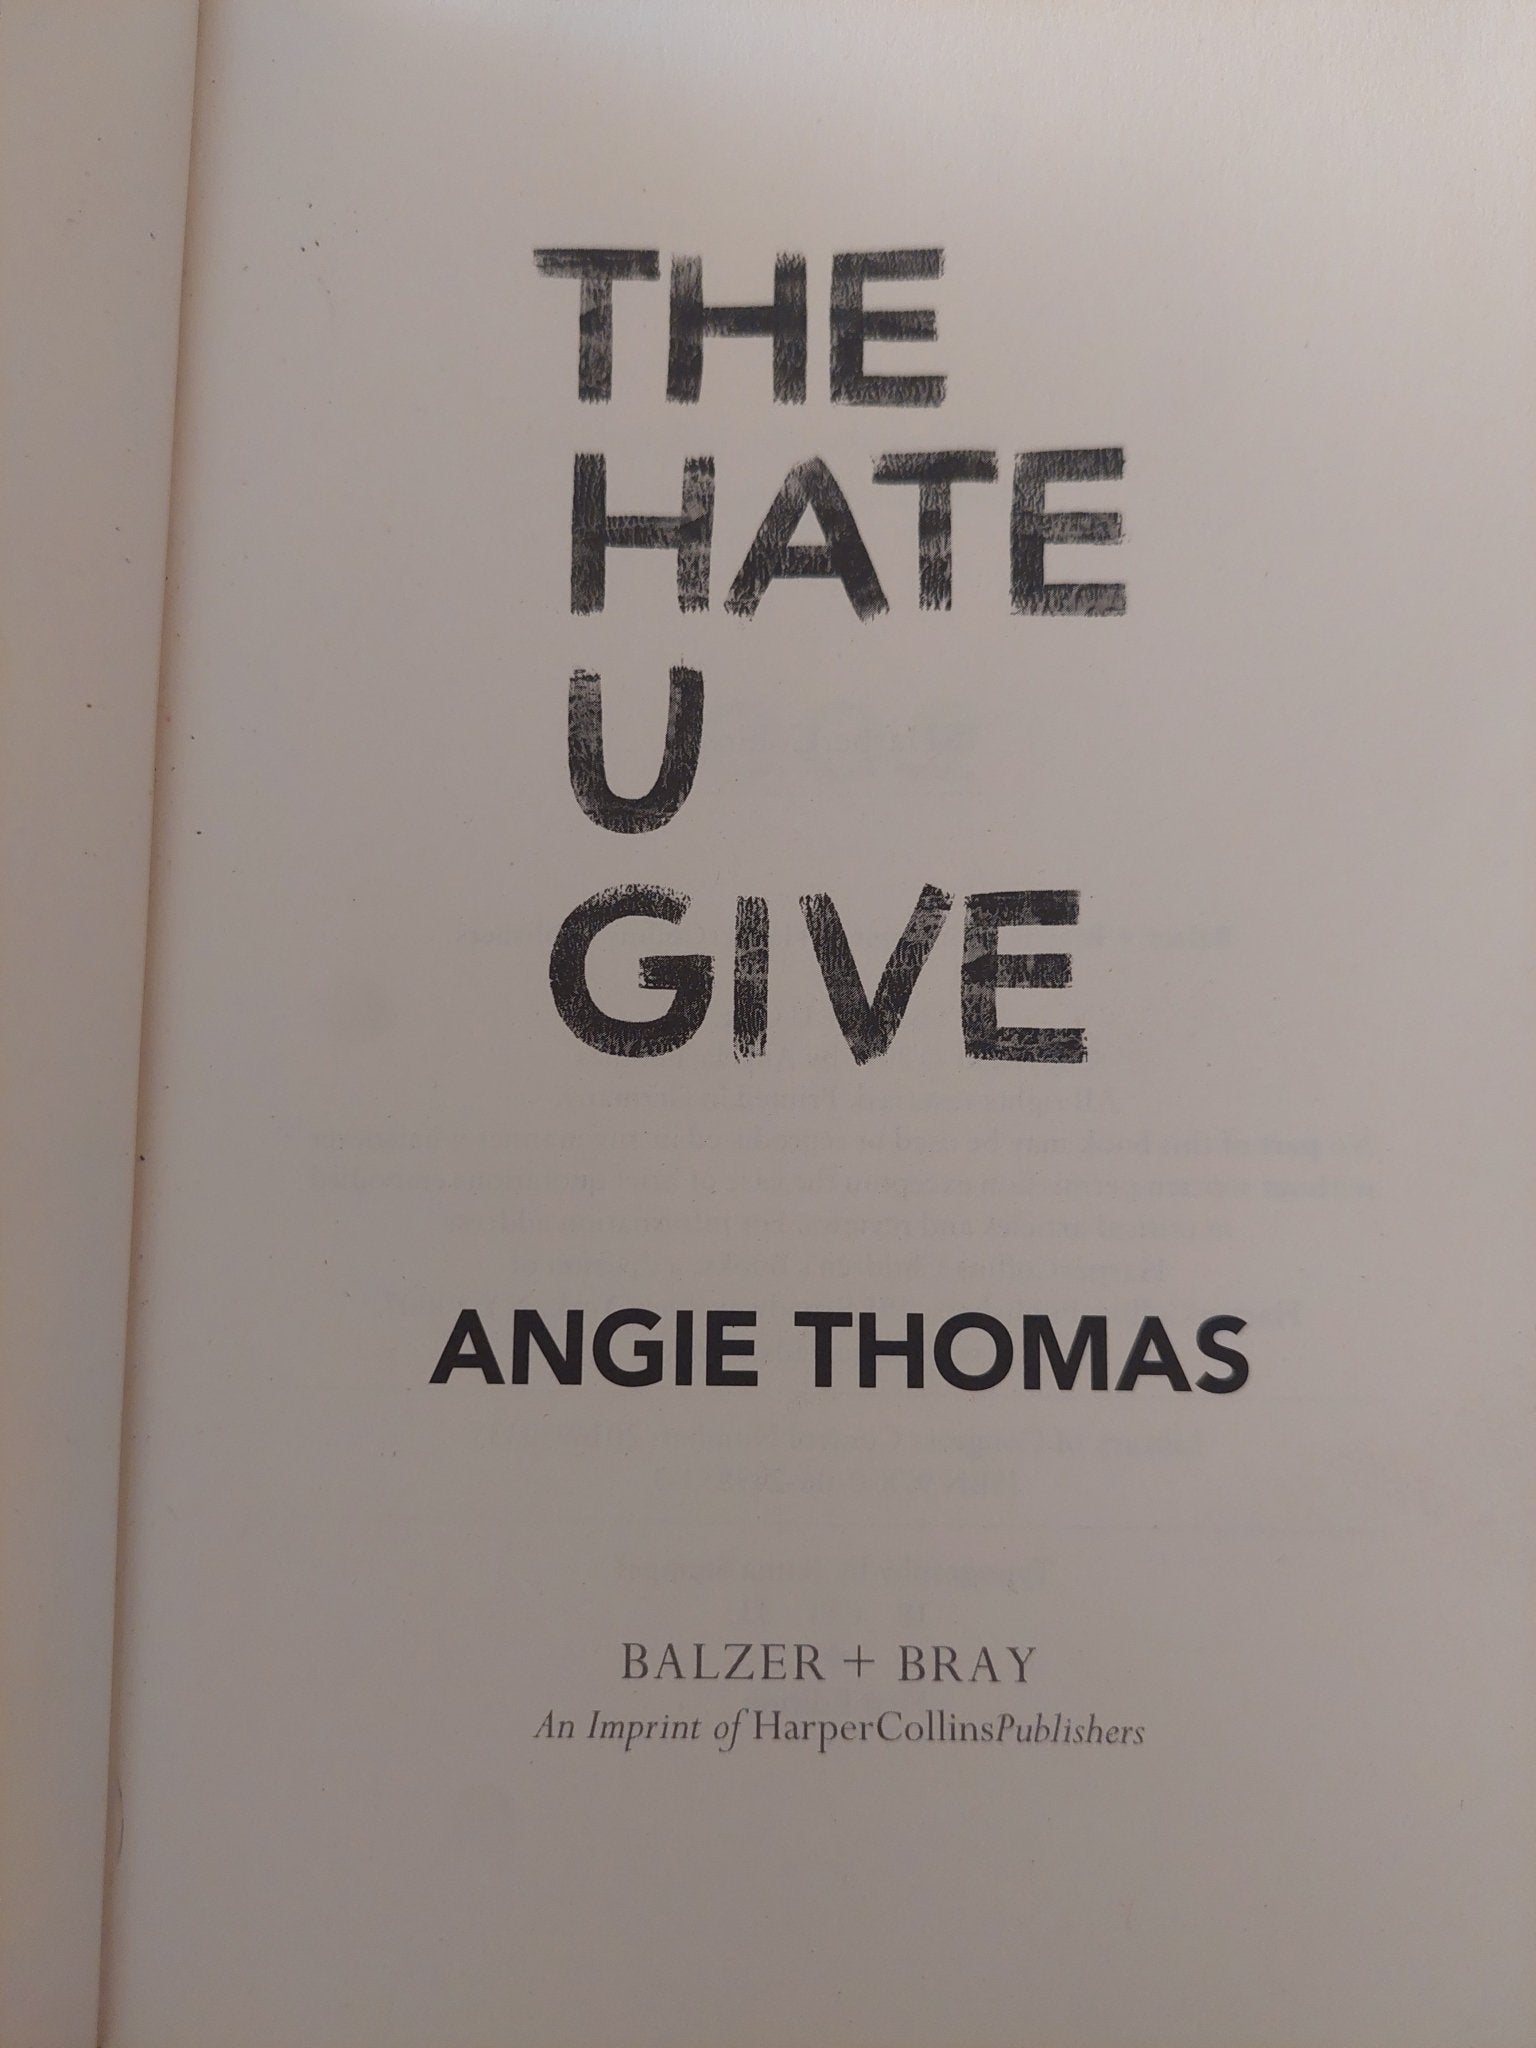 THE
HATE
U
GIVE
ANGIE THOMAS
BALZER + BRAY
An Imprint of HarperCollinsPublishers